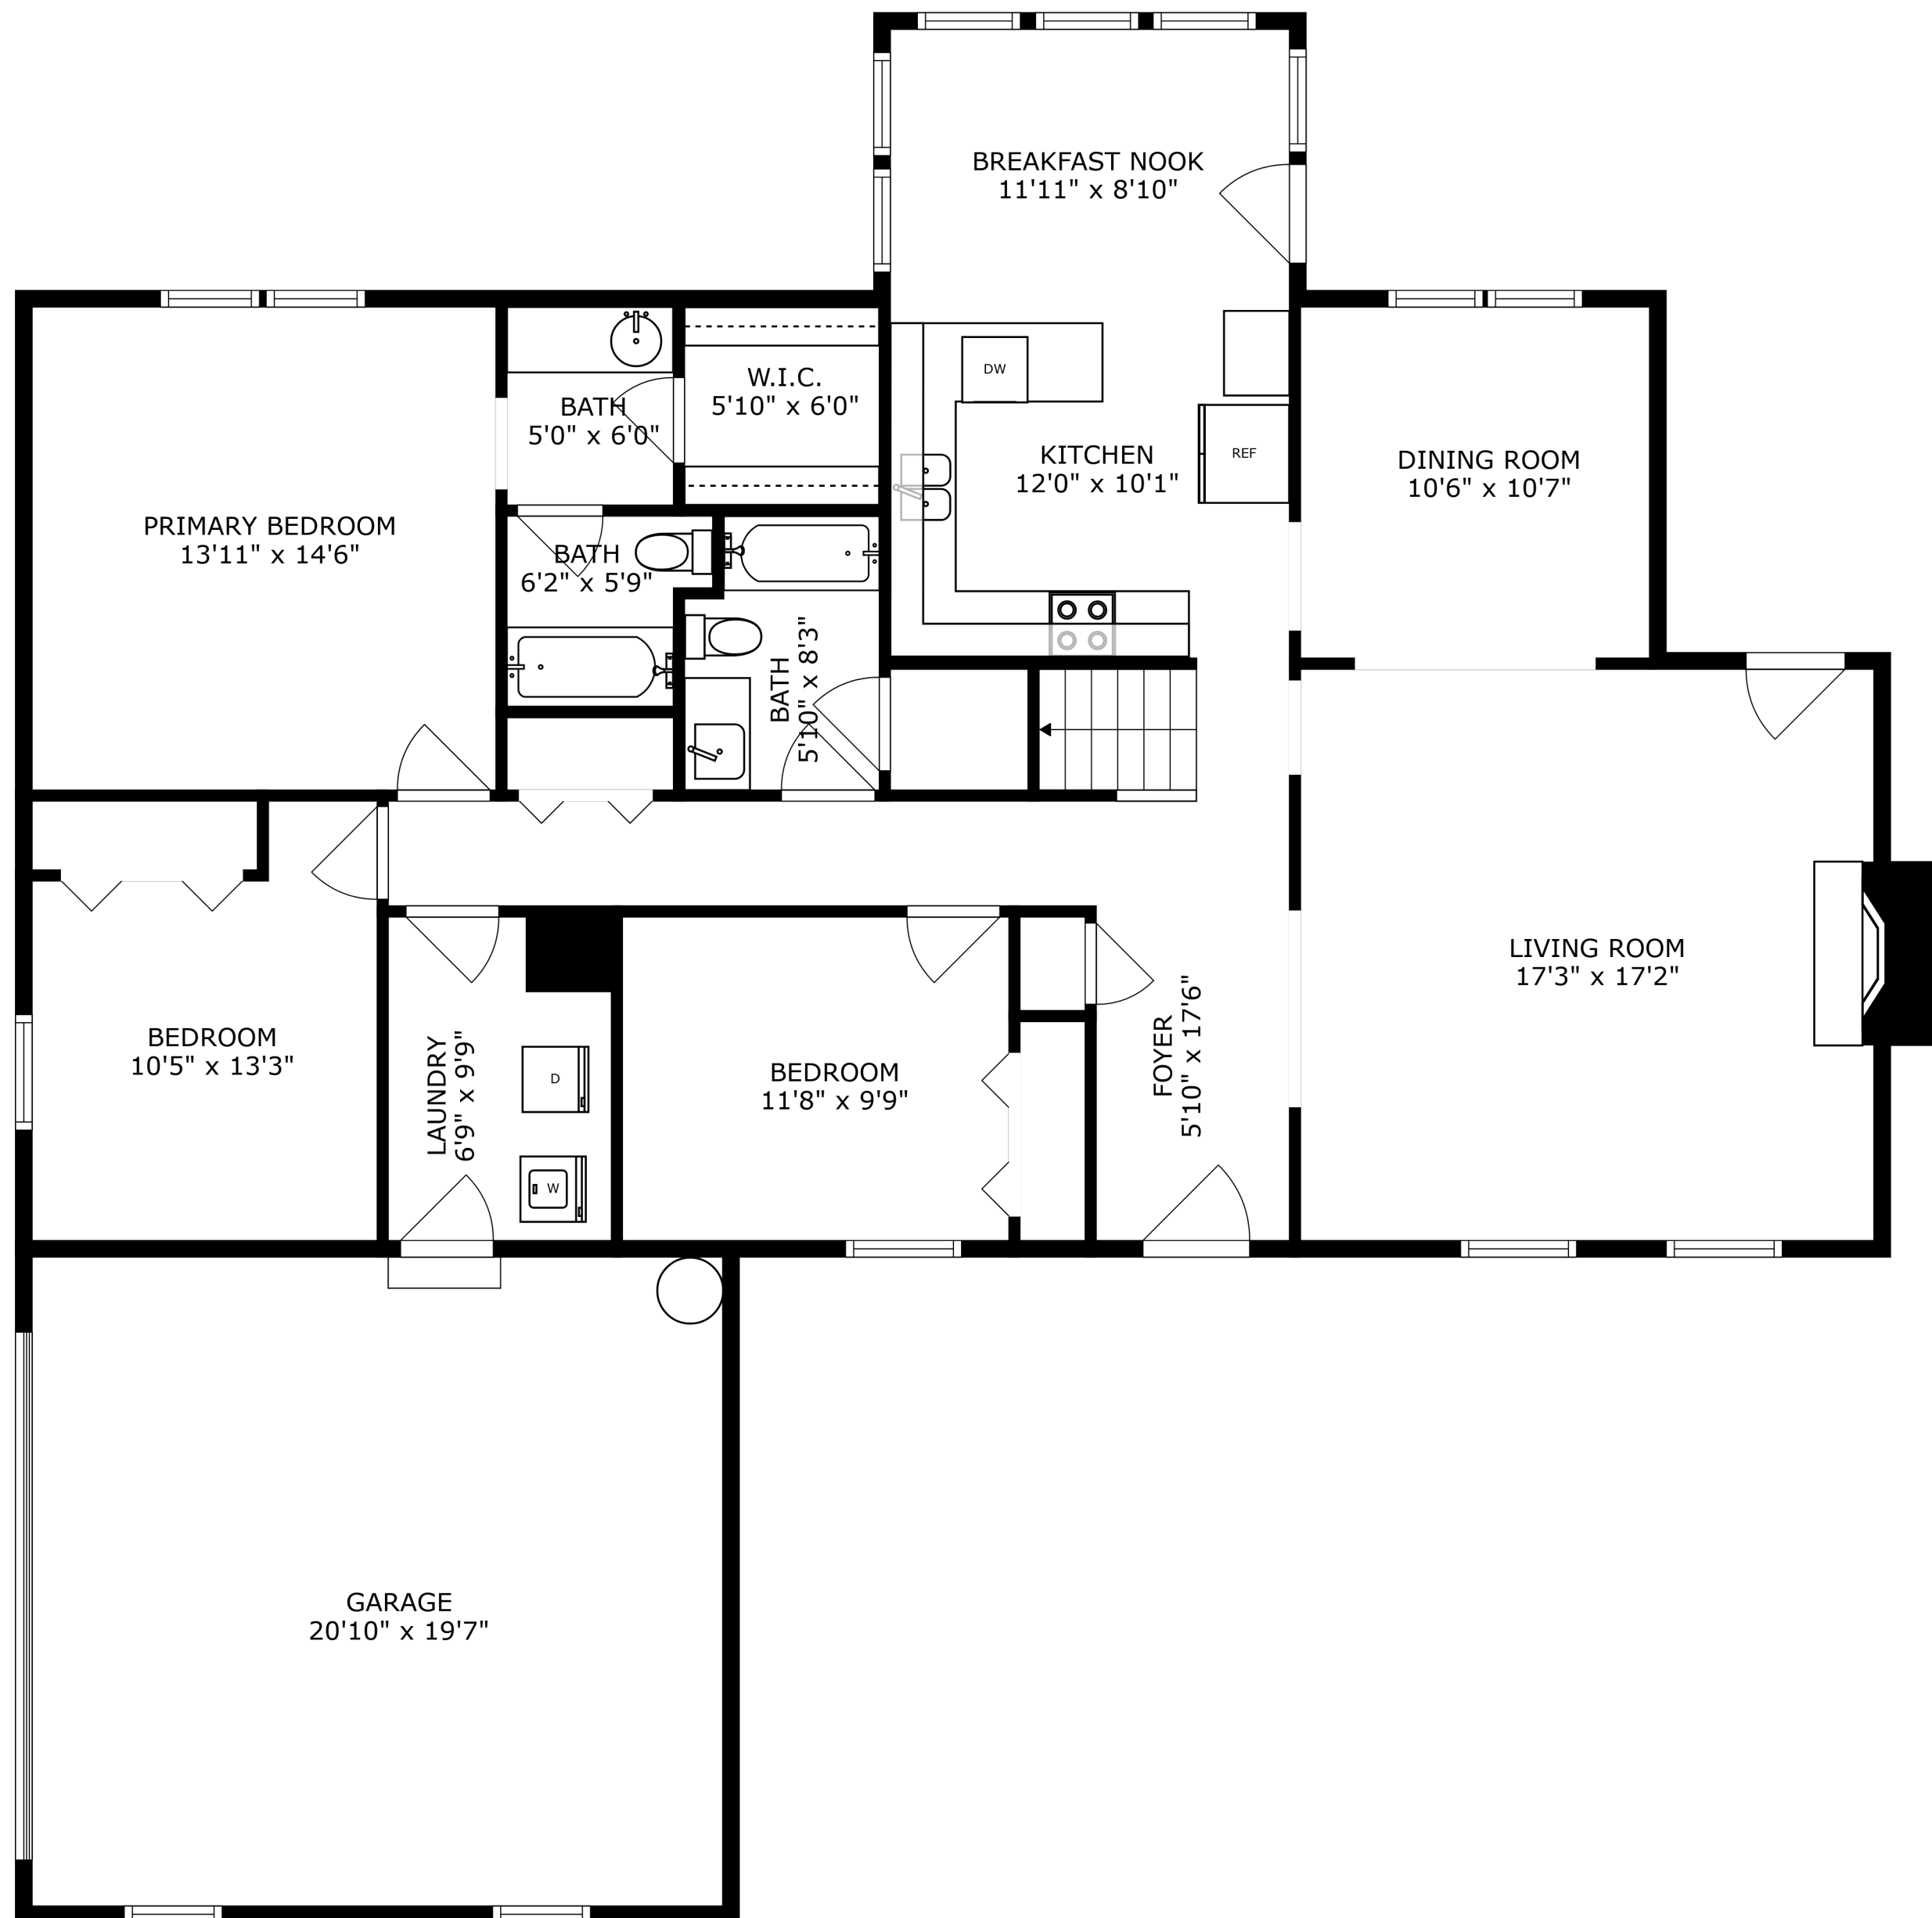 BREAKFAST NOOK
11'11" x 8'10"
DW
W.I.C.
5'10" x 6'0"
BATH
5'0" x 6'0"
KITCHEN
12'0" x 10'1"
REF
DINING ROOM
10'6" x 10'7"
PRIMARY BEDROOM
13'11" x 14'6"
BATH
6'2" x 5'9"
BATH
5'10" x 8'3"
LIVING ROOM
17'3" x 17'2"
BEDROOM
10'5" x 13'3"
LAUNDRY
6'9" x 9'9"
D
W
BEDROOM
11'8" x 9'9"
FOYER
5'10" x 17'6"
GARAGE
20'10" x 19'7"